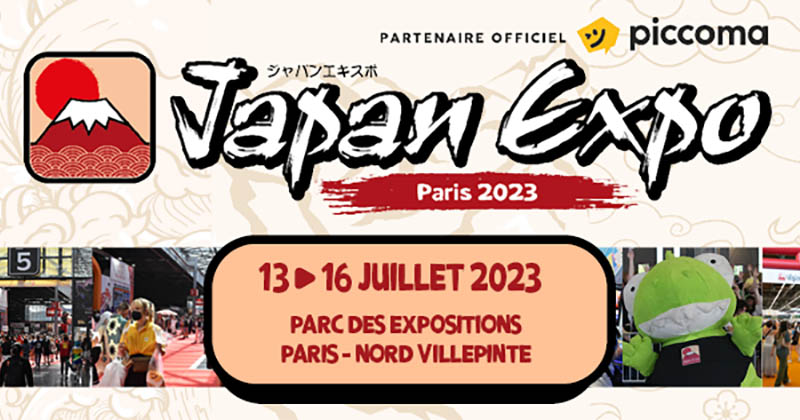 PARTENAIRE OFFICIEL piccoma
ジャパンエキスポ
Japan Expo
Paris 2023
5
13 ▶ 16 JUILLET 2023
PARC DES EXPOSITIONS
PARIS - NORD VILLEPINTE